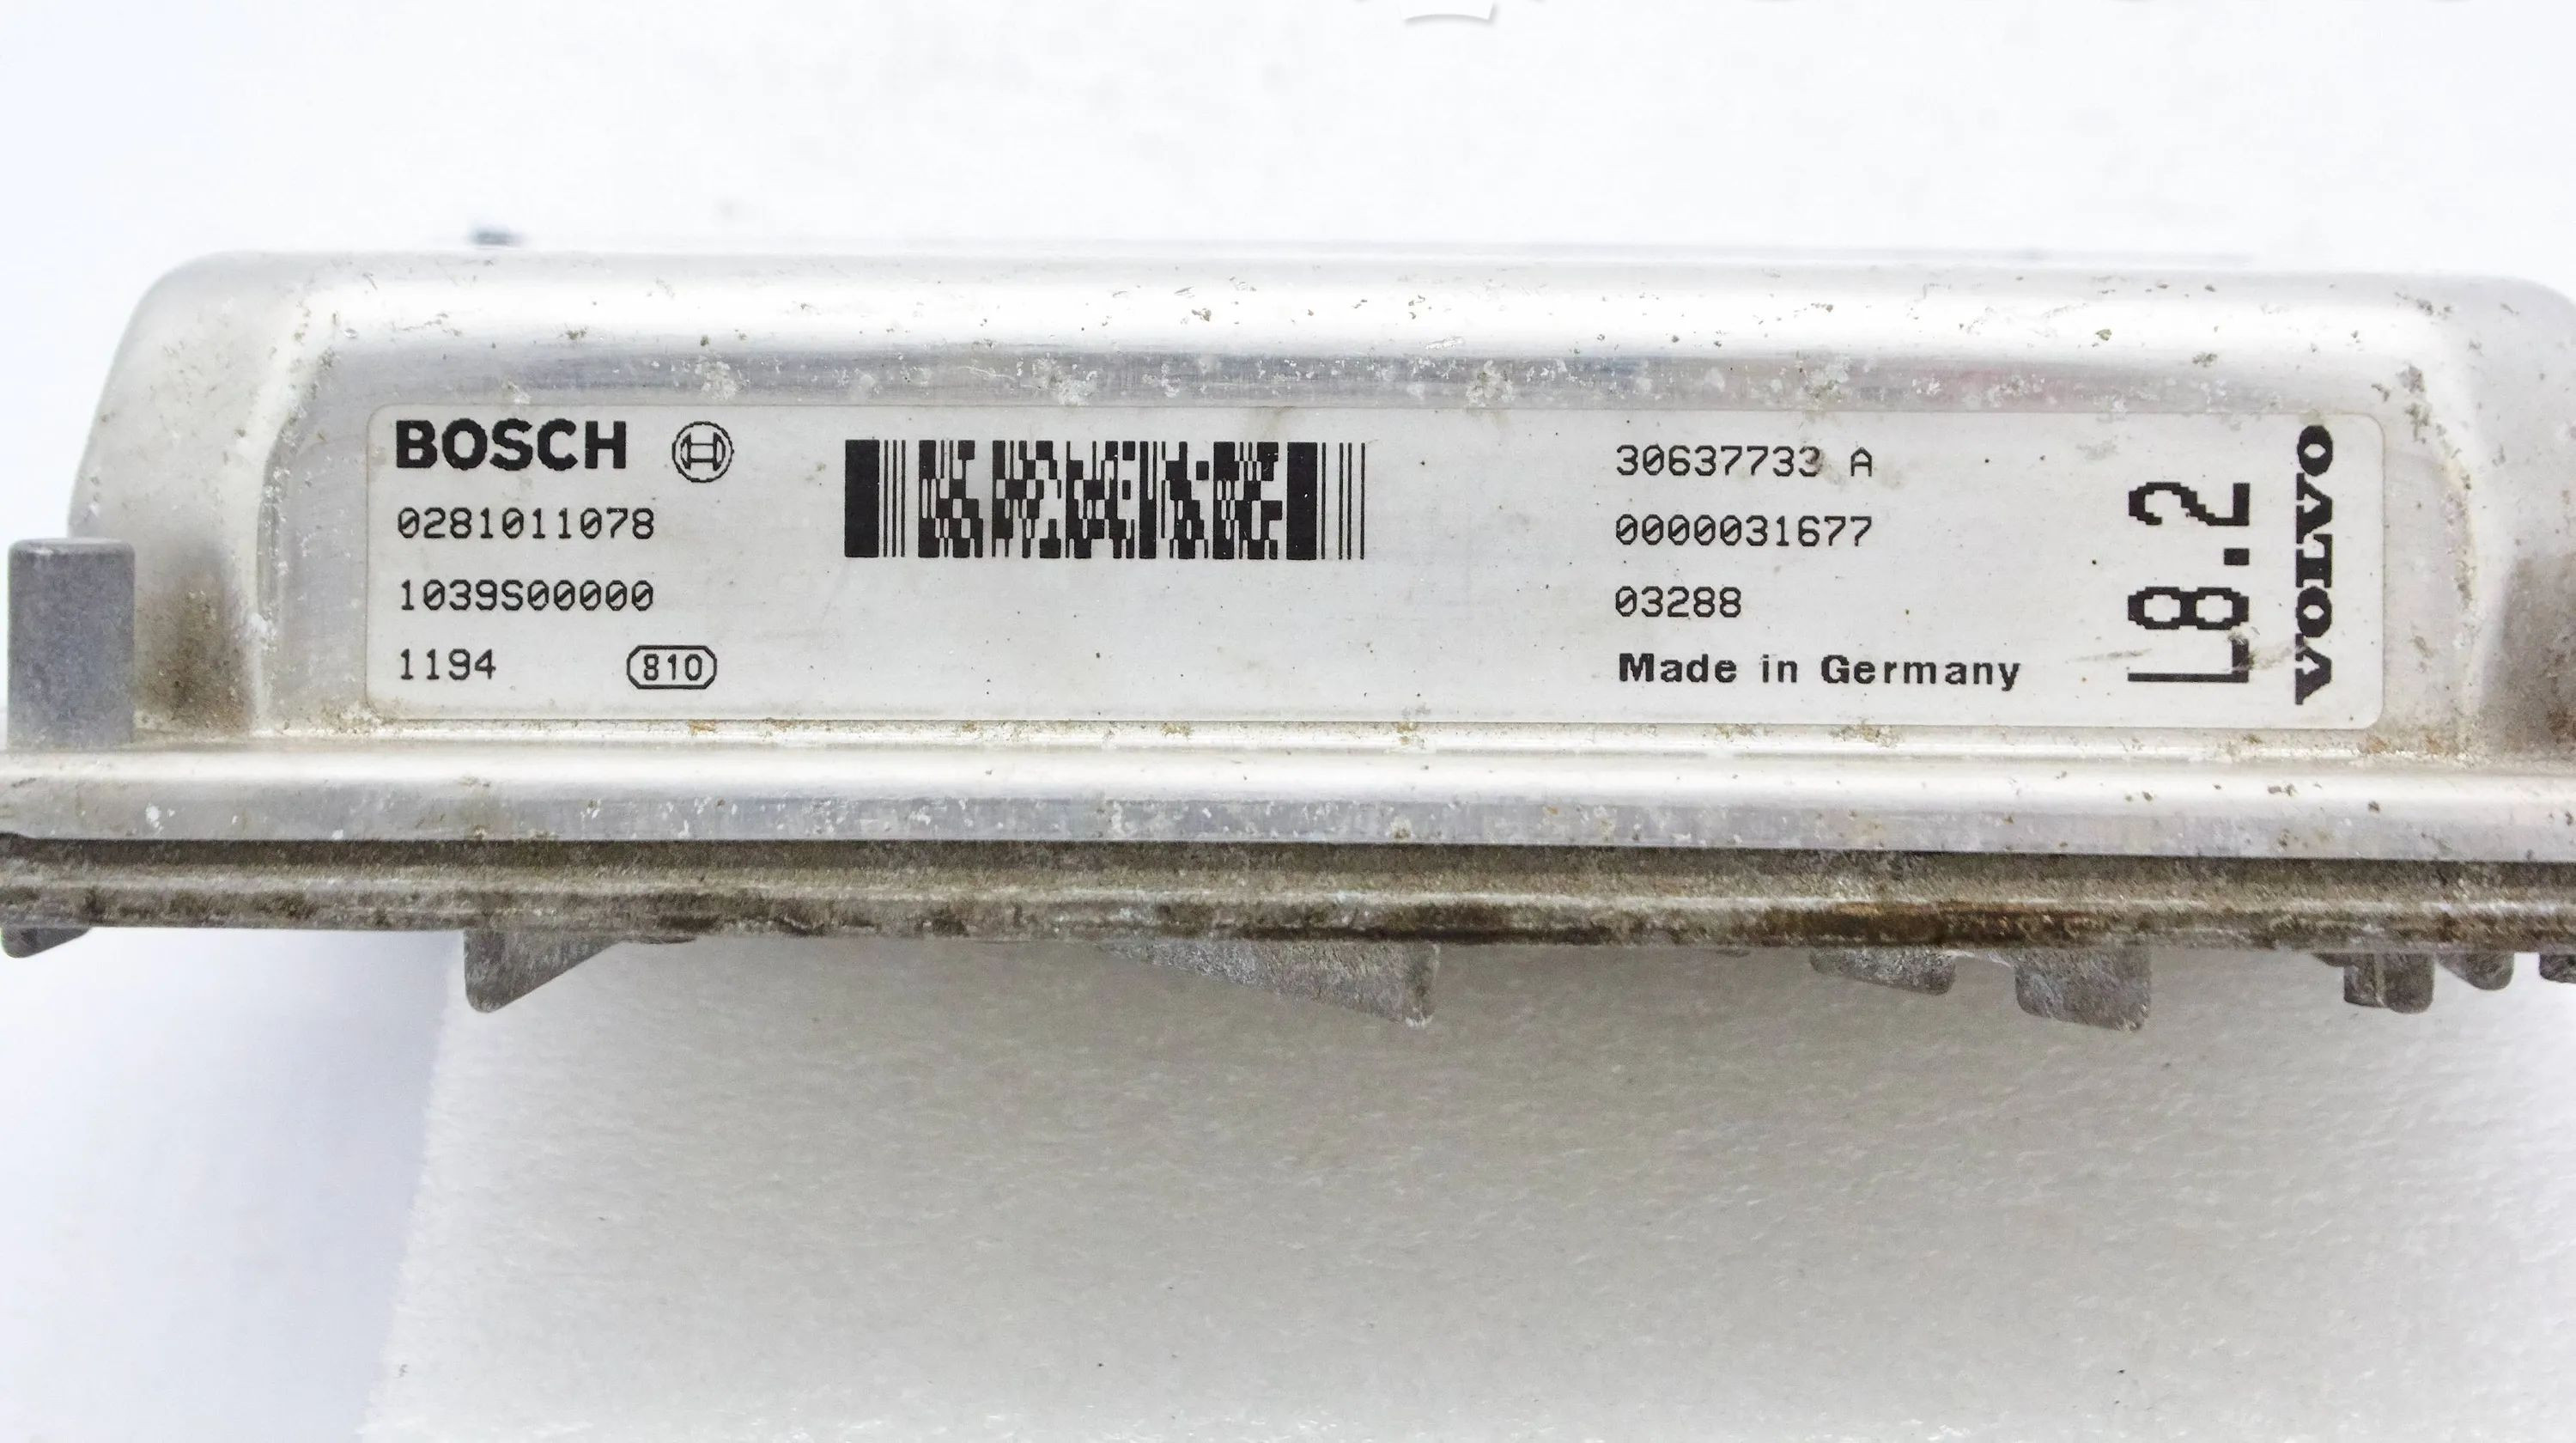 BOSCH
0281011078
1039S00000
1194 810
30637733 A
0000031677
03288
Made in Germany
L8.2
VOLVO